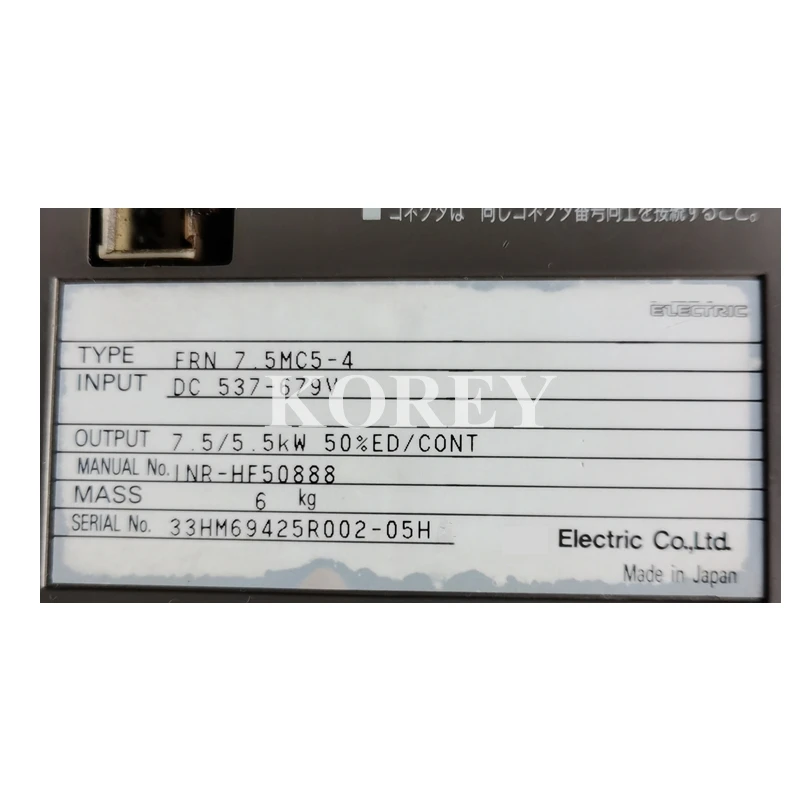 ■ コネクタは 同じコネクタ番号同士を接続すること。
ELECTRIC
TYPE FRN 7.5MC5-4
INPUT DC 537-679V
KOREY
OUTPUT 7.5/5.5kW 50%ED/CONT
MANUAL No. INR-HF50888
MASS 6 kg
SERIAL No. 33HM69425R002-05H
Electric Co.,Ltd.
Made in Japan